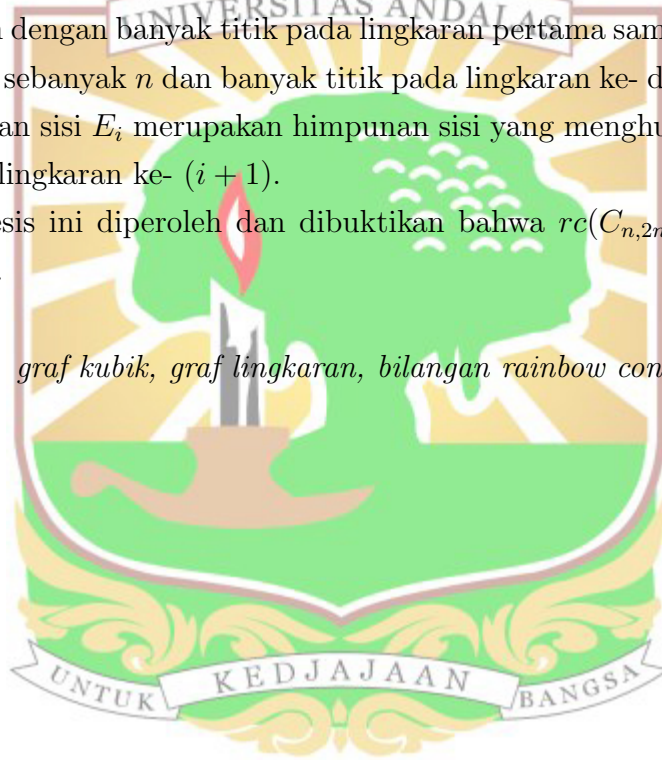 UNIVERSITAS ANDALAS
dengan banyak titik pada lingkaran pertama sam
sebanyak n dan banyak titik pada lingkaran ke- d
an sisi E_i merupakan himpunan sisi yang menghu
lingkaran ke- (i + 1).
esis ini diperoleh dan dibuktikan bahwa rc(C_{n,2n
graf kubik, graf lingkaran, bilangan rainbow con
UNTUK KEDJAJAAN BANGSA